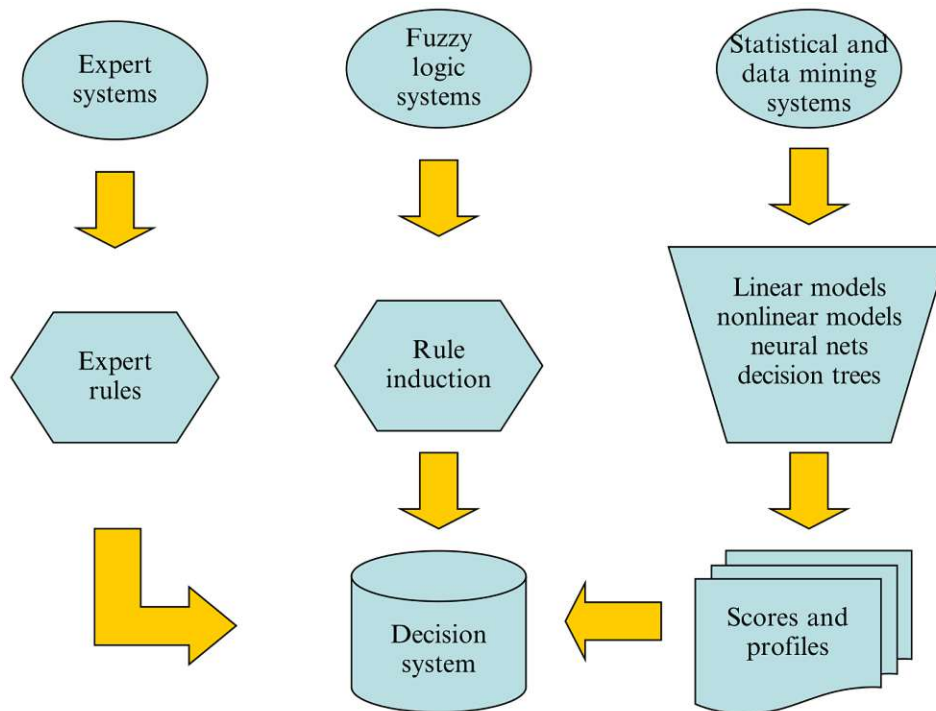 Expert
systems
Fuzzy
logic
systems
Statistical and
data mining
systems
Expert
rules
Rule
induction
Linear models
nonlinear models
neural nets
decision trees
Decision
system
Scores and
profiles